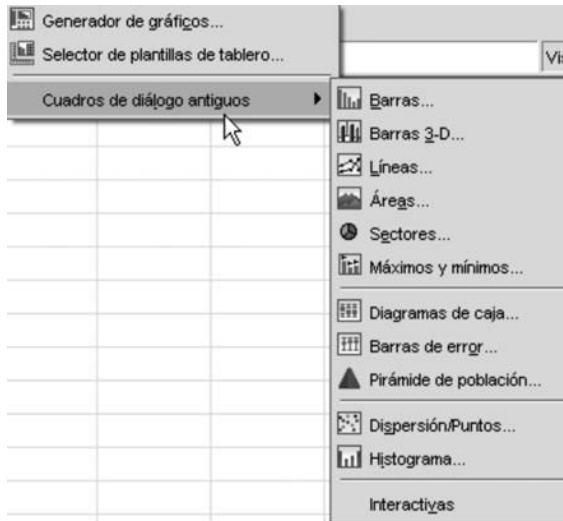 Generador de gráficos...
Selector de plantillas de tablero...
Vis
Cuadros de diálogo antiguos
Barras...
Barras 3-D...
Líneas...
Áreas...
Sectores...
Máximos y mínimos...
Diagramas de caja...
Barras de error...
Pirámide de población...
Dispersión/Puntos...
Histograma...
Interactivas